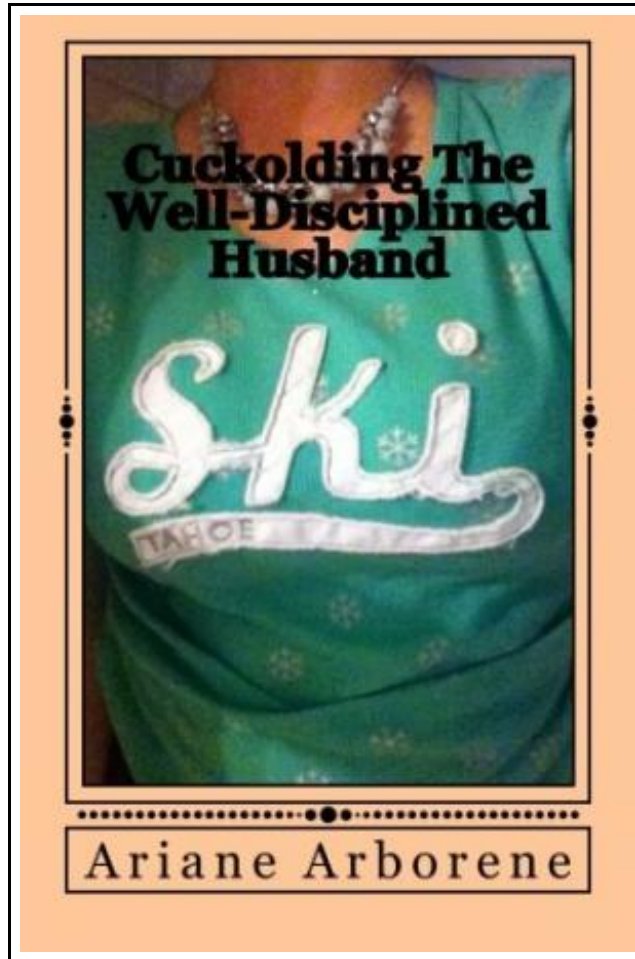 Cuckolding The
Well-Disciplined
Husband
Ski
TAHOE
Ariane Arborene